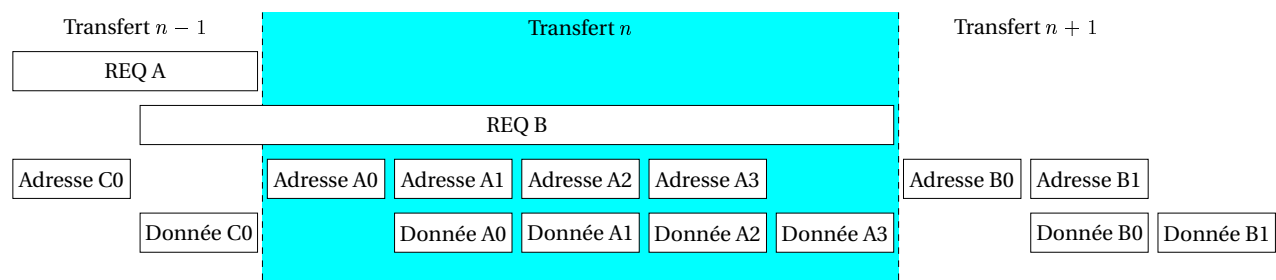 Transfert n − 1 Transfert n Transfert n + 1
REQ A
REQ B
Adresse C0 Adresse A0 Adresse A1 Adresse A2 Adresse A3 Adresse B0 Adresse B1
Donnée C0 Donnée A0 Donnée A1 Donnée A2 Donnée A3 Donnée B0 Donnée B1